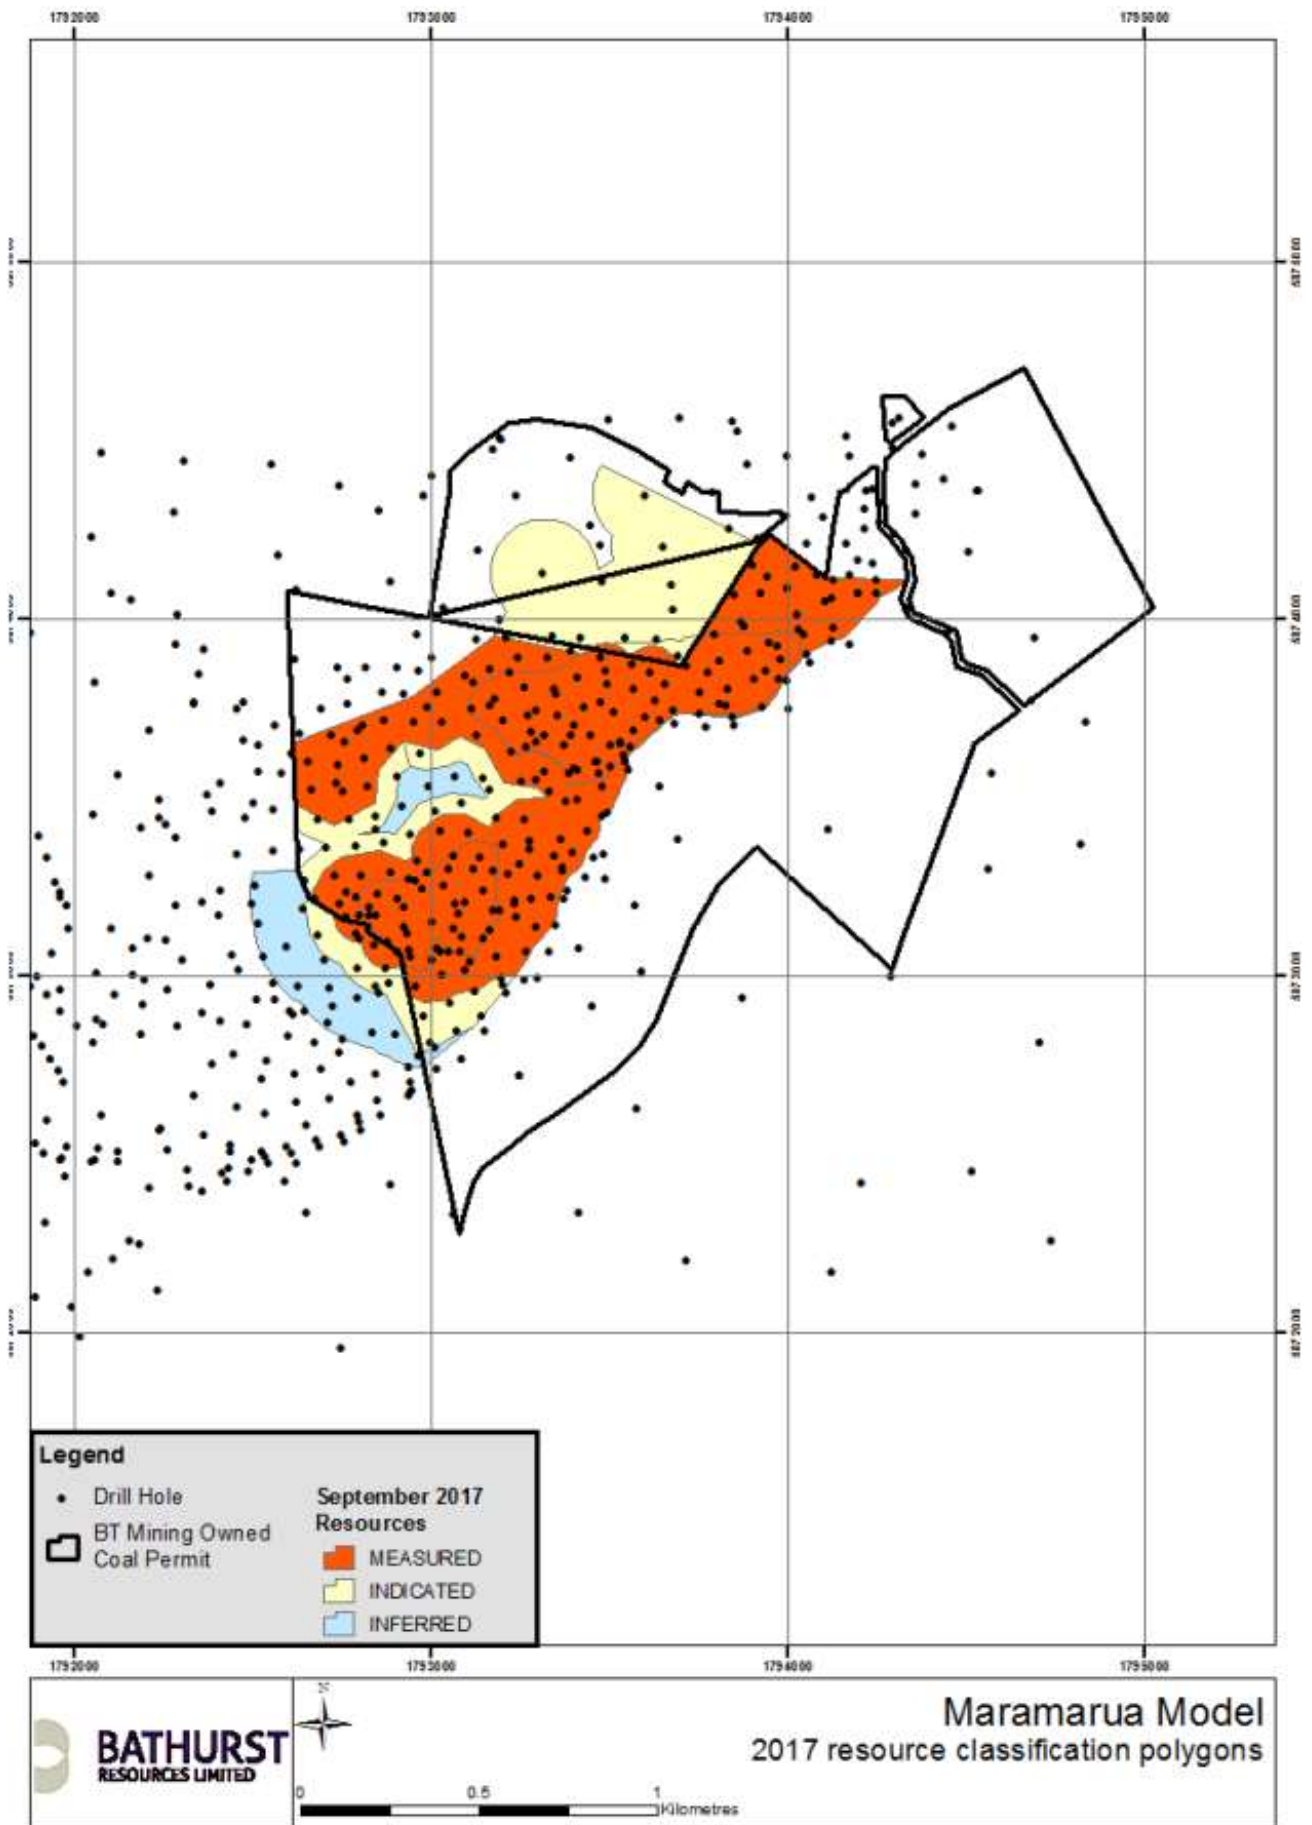 1792000 1793000 1794000 1795000
Legend
Drill Hole
BT Mining Owned
Coal Permit
September 2017
Resources
MEASURED
INDICATED
INFERRED
1792000 1793000 1794000 1795000
BATHURST
RESOURCES LIMITED
N
0 0.5 1
Kilometres
Maramarua Model
2017 resource classification polygons